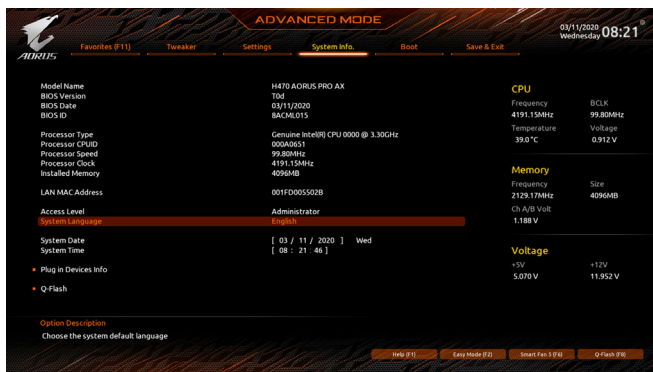 ADVANCED MODE
03/11/2020
Wednesday 08:21
AORUS
Favorites (F11) Tweaker Settings System Info. Boot Save & Exit
Model Name H470 AORUS PRO AX
BIOS Version T0d
BIOS Date 03/11/2020
BIOS ID 8ACML015
Processor Type Genuine Intel(R) CPU 0000 @ 3.30GHz
Processor CPUID 000A0651
Processor Speed 99.80MHz
Processor Clock 4191.15MHz
Installed Memory 4096MB
LAN MAC Address 001FD005502B
Access Level Administrator
System Language English
System Date [ 03 / 11 / 2020 ] Wed
System Time [ 08 : 21 : 46 ]
Plug in Devices Info
Q-Flash
CPU
Frequency BCLK
4191.15MHz 99.80MHz
Temperature Voltage
39.0 °C 0.912 V
Memory
Frequency Size
2129.17MHz 4096MB
Ch A/B Volt
1.188 V
Voltage
+5V +12V
5.070 V 11.952 V
Option Description
Choose the system default language
Help (F1) Easy Mode (F2) Smart Fan 5 (F6) Q-Flash (F8)